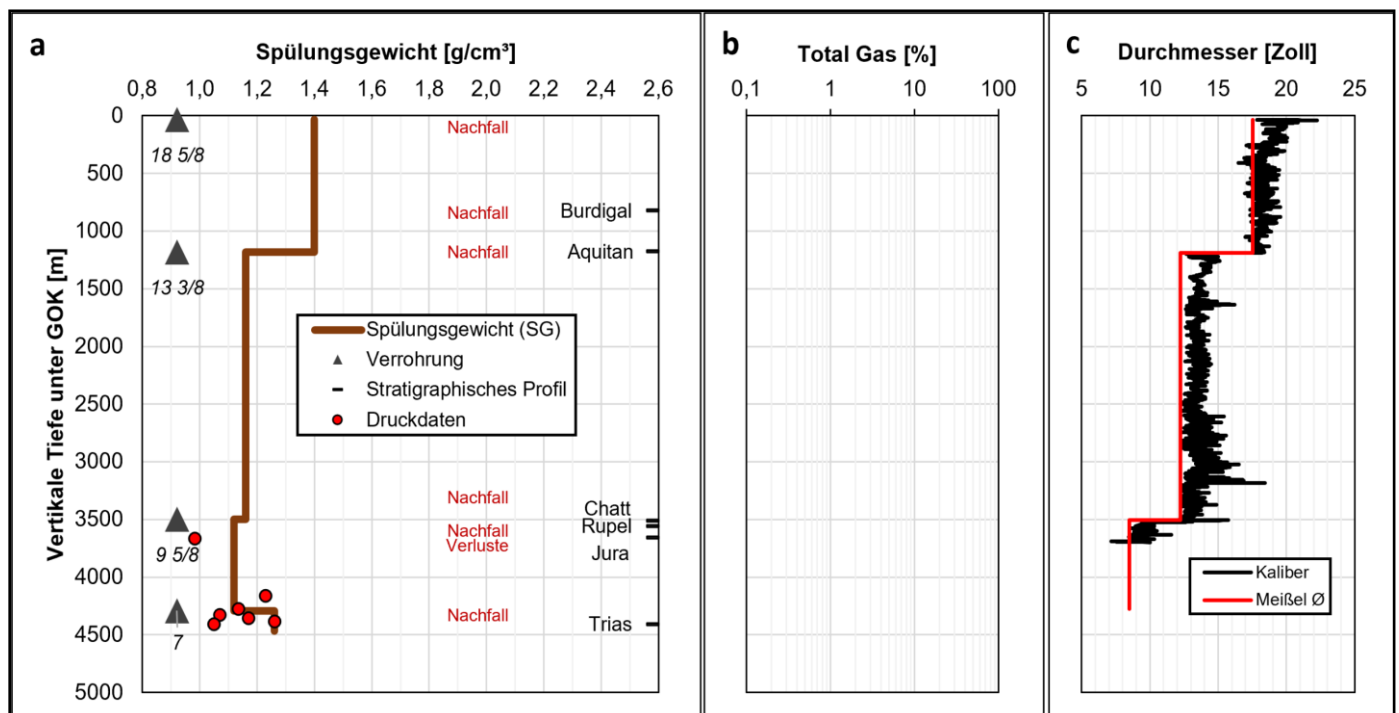 a
Spülungsgewicht [g/cm³]
0,8 1,0 1,2 1,4 1,6 1,8 2,0 2,2 2,4 2,6
Vertikale Tiefe unter GOK [m]
0
500
1000
1500
2000
2500
3000
3500
4000
4500
5000
18 5/8
13 3/8
9 5/8
7
Nachfall
Nachfall
Nachfall
Nachfall
Nachfall
Verluste
Nachfall
Burdigal
Aquitan
Chatt
Rupel
Jura
Trias
Spülungsgewicht (SG)
Verrohrung
Stratigraphisches Profil
Druckdaten
b
Total Gas [%]
0,1 1 10 100
c
Durchmesser [Zoll]
5 10 15 20 25
Kaliber
Meißel Ø